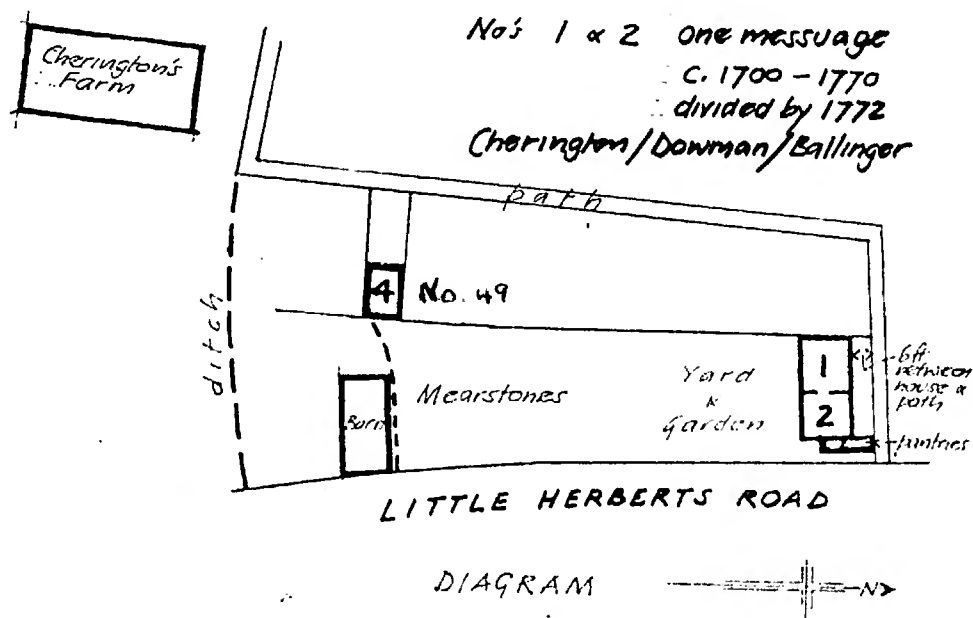 Cherington's
Farm
No's 1 & 2 one messuage
c. 1700 - 1770
divided by 1772
Cherington/Dowman/Ballinger
path
ditch
4 No. 49
1
2
6ft.
between
house &
path
pantries
Yard
&
Garden
Mearstones
Barn
LITTLE HERBERTS ROAD
DIAGRAM
N